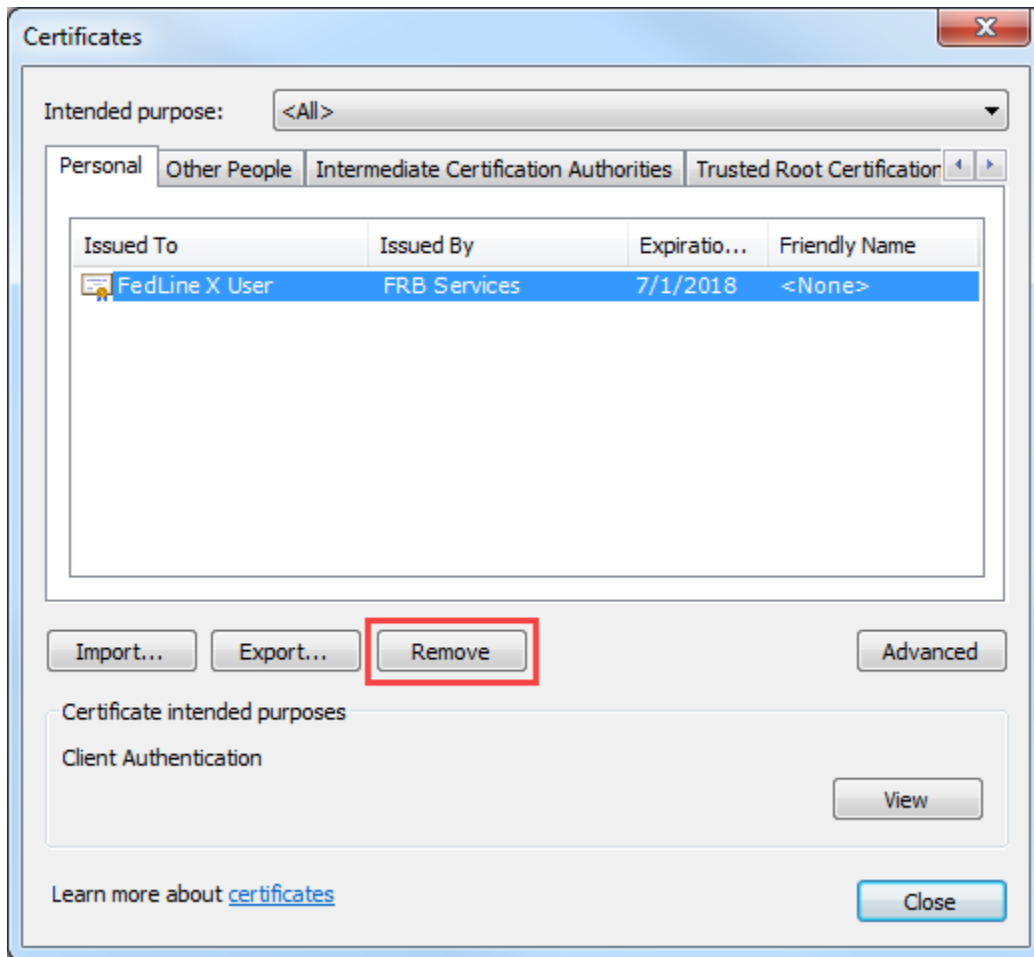 Certificates
Intended purpose: <All>
Personal Other People Intermediate Certification Authorities Trusted Root Certification
Issued To Issued By Expiratio... Friendly Name
FedLine X User FRB Services 7/1/2018 <None>
Import... Export... Remove Advanced
Certificate intended purposes
Client Authentication
View
Learn more about certificates
Close